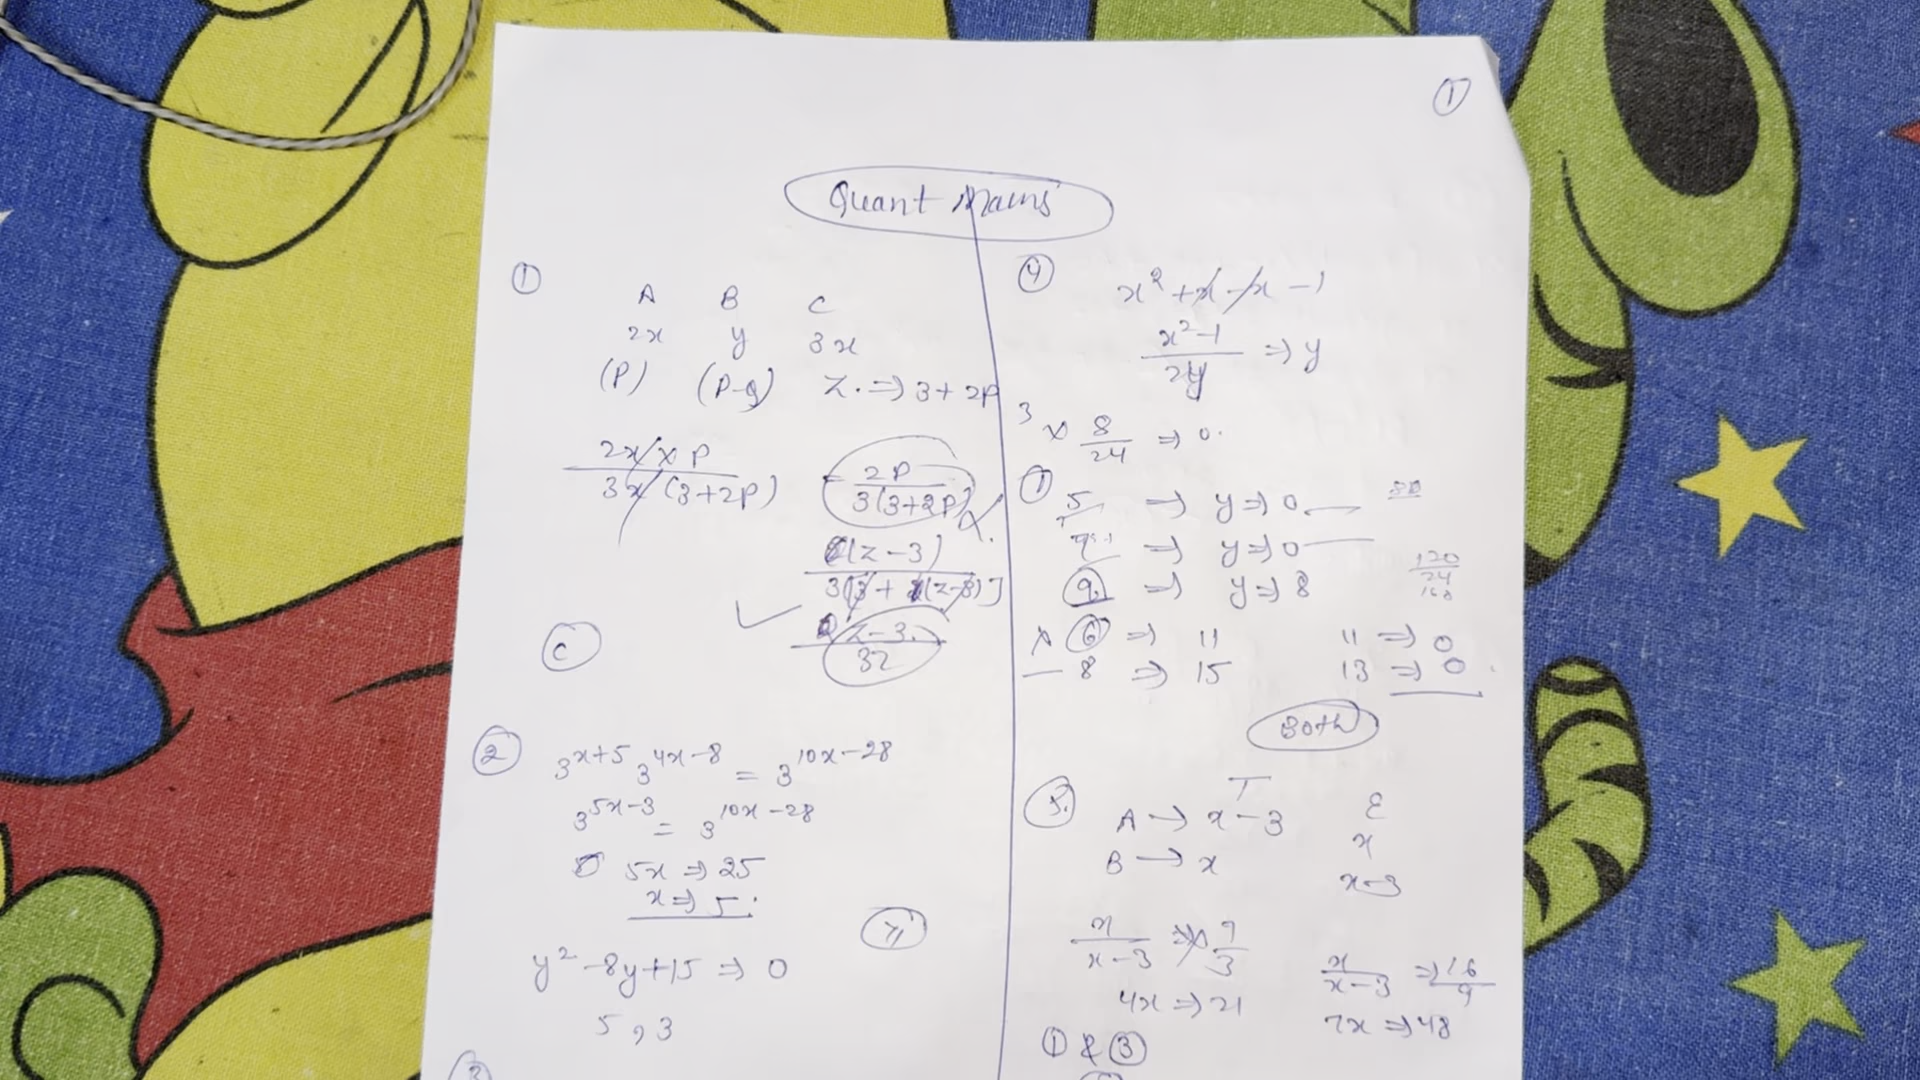 ①
Quant Mains
①
A B C
2x y 3x
(P) (P-Q) Z. ⇒ 3+2P
2x × P
3x (3+2P)
= 2P
3(3+2P)
(z-3)
3[3+(z-3)]
z-3
3z
C
② 3^{x+5} 3^{4x-8} = 3^{10x-28}
3^{5x-3} = 3^{10x-28}
5x ⇒ 25
x ⇒ 5.
y² -8y+15 ⇒ 0
5, 3
④ x² +x -x -1
x²-1
24 ⇒ y
3 × 8/24 ⇒ 0.
5 ⇒ y ⇒ 0
⇒ y ⇒ 0
9. ⇒ y ⇒ 8
120
24
⑥ ⇒ 11 11 ⇒ 0
8 ⇒ 15 13 ⇒ 0
Both
T E
A → x-3 x
B → x x-3
x/x-3 ⇒ 7/3
4x ⇒ 21
x/x-3 ⇒ 16/9
7x ⇒ 48
① & ③